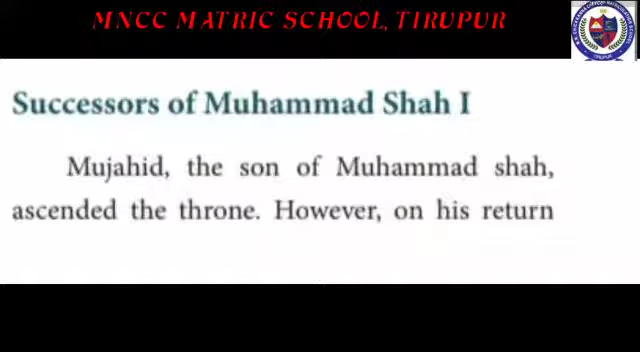 MNCC MATRIC SCHOOL, TIRUPUR
TIRUPUR
Successors of Muhammad Shah I
Mujahid, the son of Muhammad shah,
ascended the throne. However, on his return